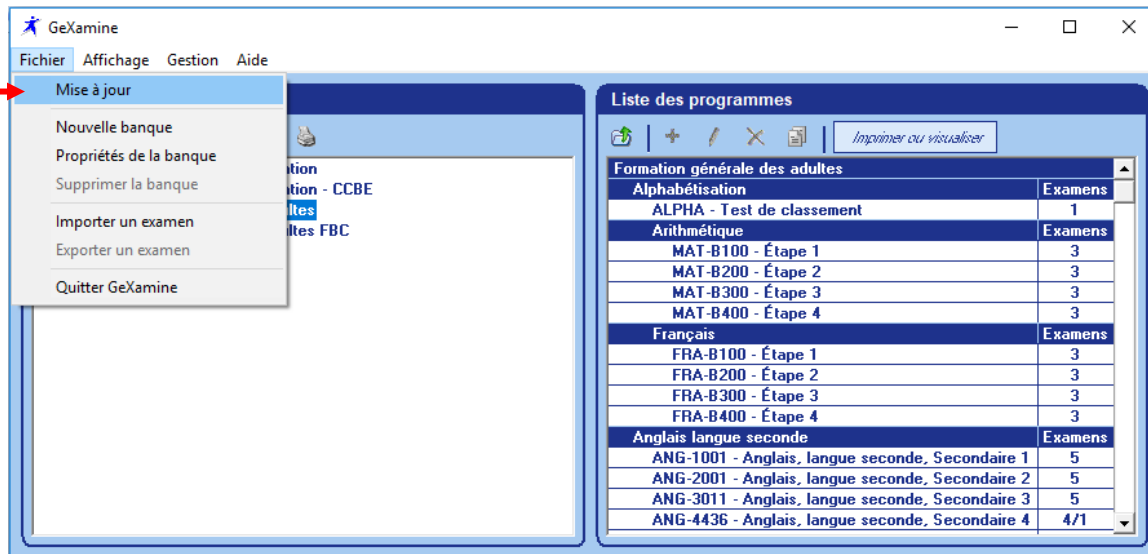 GeXamine
Fichier Affichage Gestion Aide
Mise à jour
Nouvelle banque
Propriétés de la banque
Supprimer la banque
Importer un examen
Exporter un examen
Quitter GeXamine
tion
tion - CCBE
ltes
ltes FBC
Liste des programmes
Imprimer ou visualiser
Formation générale des adultes
Alphabétisation Examens
ALPHA - Test de classement 1
Arithmétique Examens
MAT-B100 - Étape 1 3
MAT-B200 - Étape 2 3
MAT-B300 - Étape 3 3
MAT-B400 - Étape 4 3
Français Examens
FRA-B100 - Étape 1 3
FRA-B200 - Étape 2 3
FRA-B300 - Étape 3 3
FRA-B400 - Étape 4 3
Anglais langue seconde Examens
ANG-1001 - Anglais, langue seconde, Secondaire 1 5
ANG-2001 - Anglais, langue seconde, Secondaire 2 5
ANG-3011 - Anglais, langue seconde, Secondaire 3 5
ANG-4436 - Anglais, langue seconde, Secondaire 4 4/1